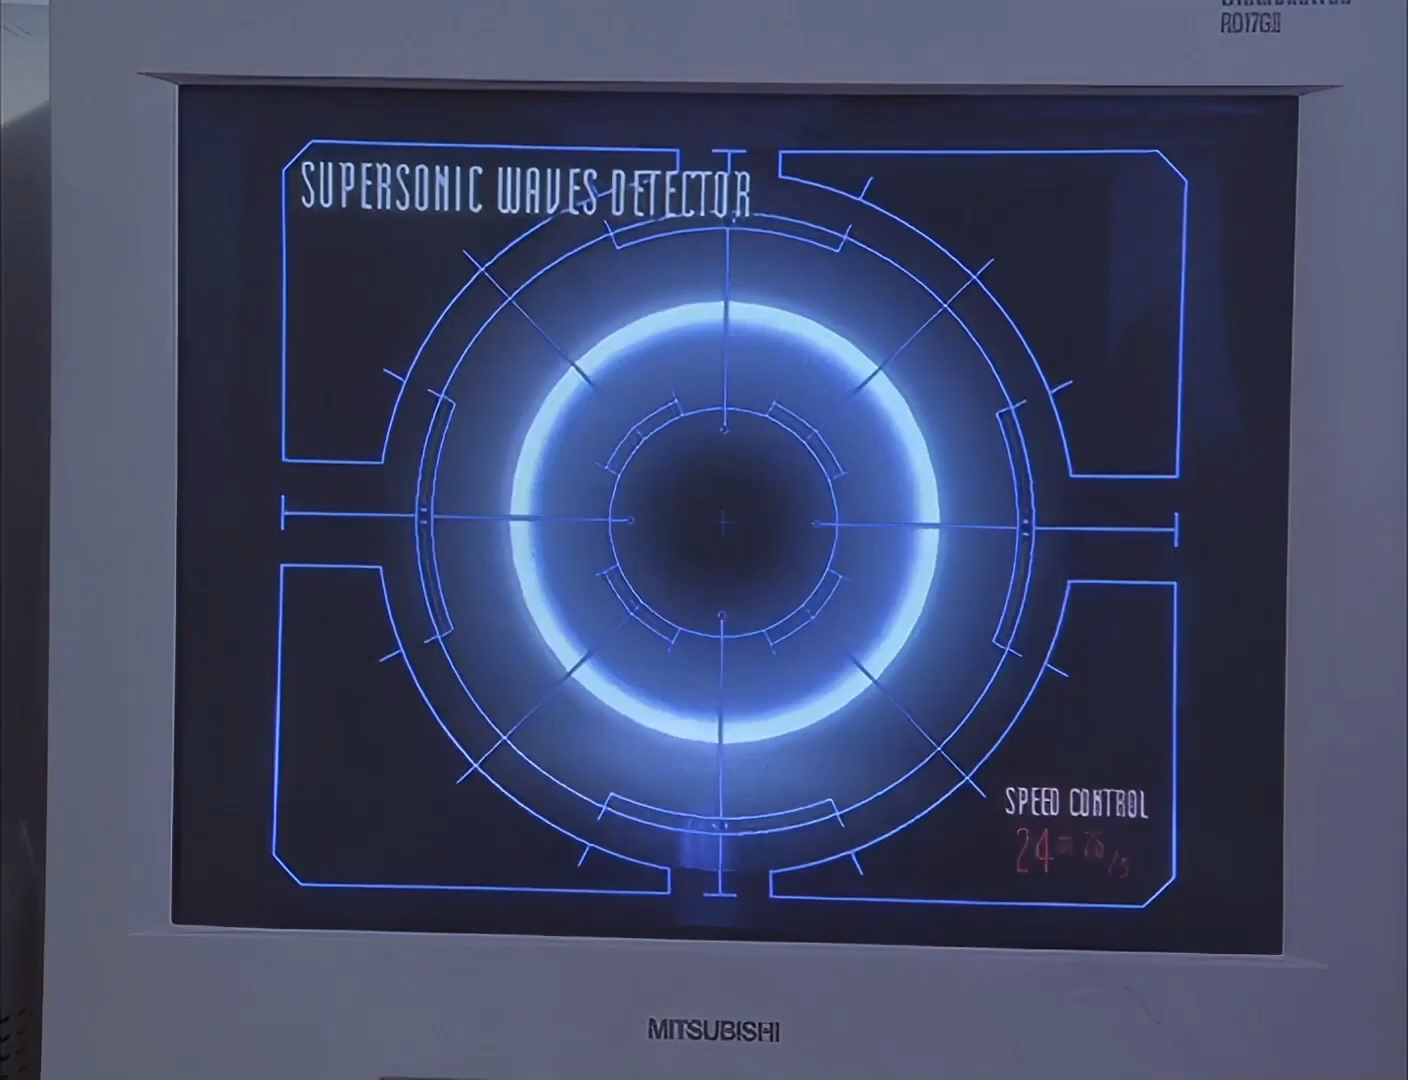 RD17GII
SUPERSONIC WAVES DETECTOR
SPEED CONTROL
24
MITSUBISHI